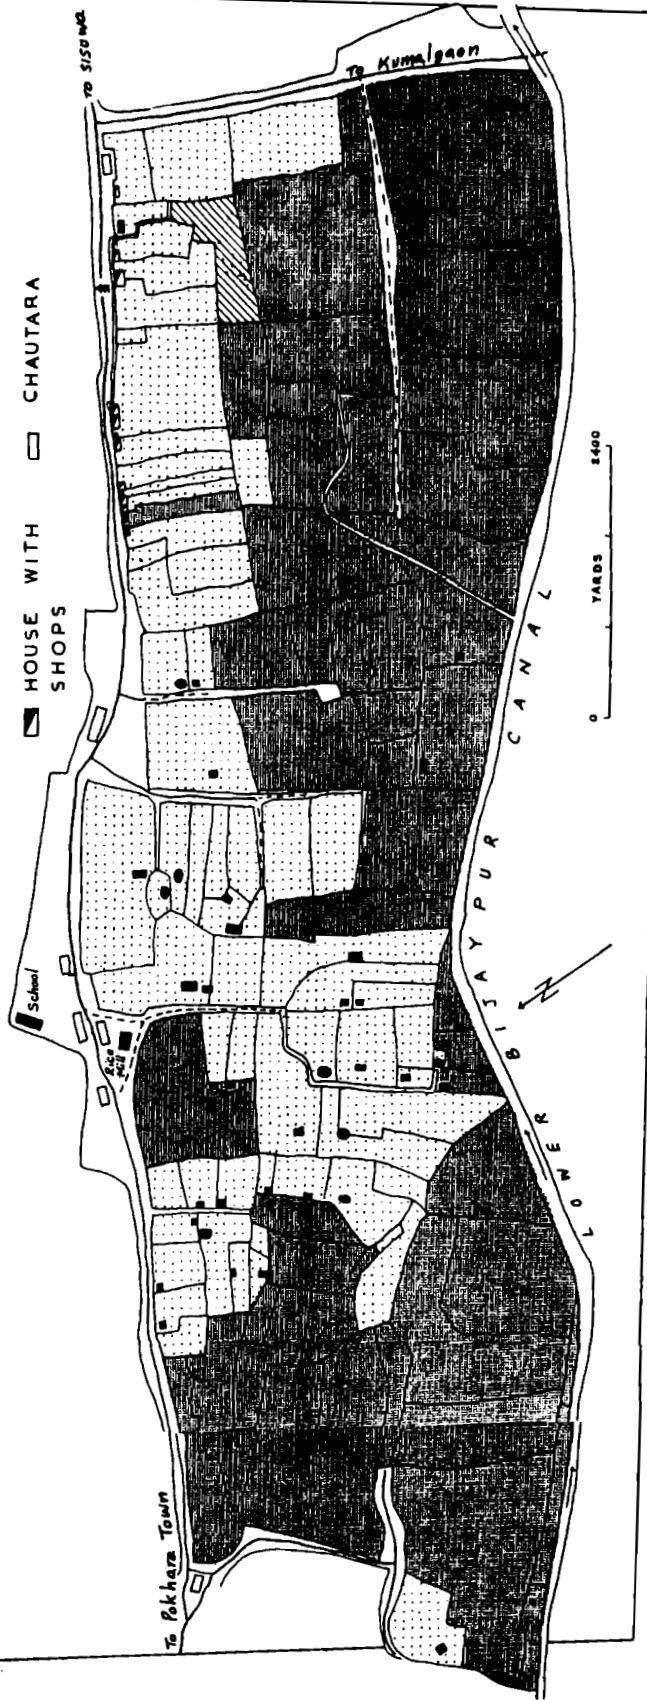 To SISUWA
To Kumalgaon
HOUSE WITH
SHOPS
CHAUTARA
School
Rice
Mill
To Pokhara Town
LOWER BIJAYPUR CANAL
N
0 YARDS 2400